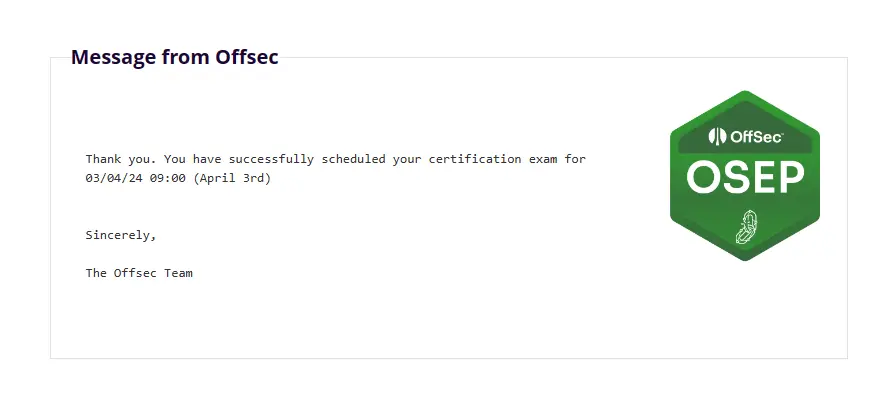 Message from Offsec
OffSec
OSEP
Thank you. You have successfully scheduled your certification exam for
03/04/24 09:00 (April 3rd)
Sincerely,
The Offsec Team